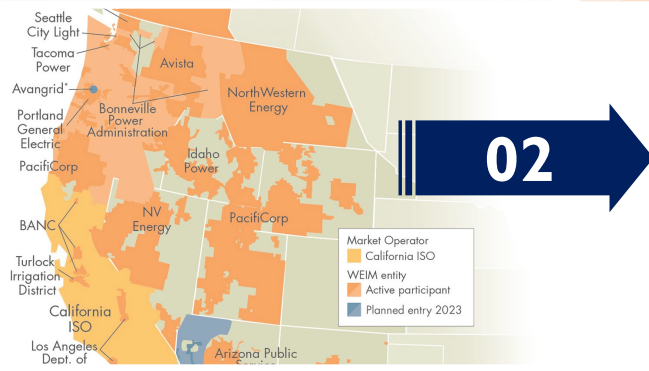 Seattle
City Light
Tacoma
Power
Avangrid*
Portland
General
Electric
PacifiCorp
BANC
Turlock
Irrigation
District
California
ISO
Los Angeles
Dept. of
Avista
Bonneville
Power
Administration
NorthWestern
Energy
Idaho
Power
NV
Energy
PacifiCorp
Arizona Public
Service
Market Operator
California ISO
WEIM entity
Active participant
Planned entry 2023
02